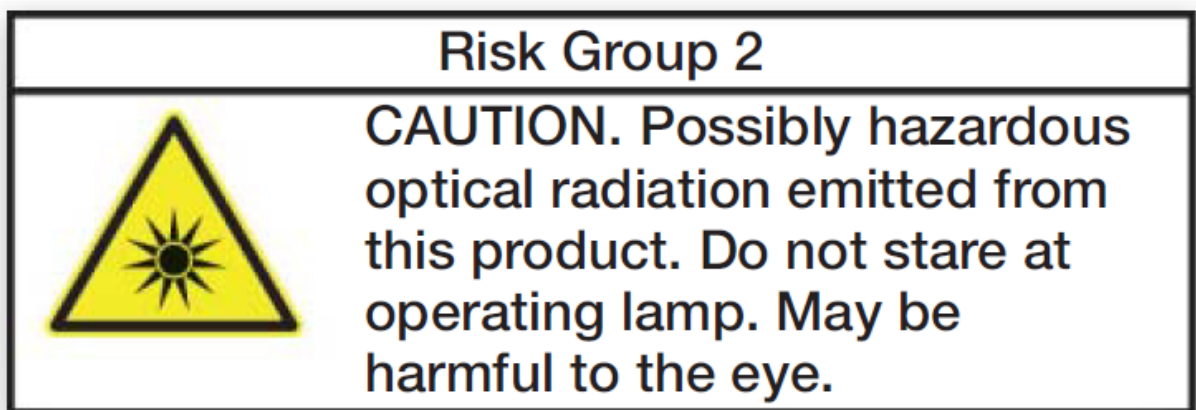 Risk Group 2
CAUTION. Possibly hazardous
optical radiation emitted from
this product. Do not stare at
operating lamp. May be
harmful to the eye.